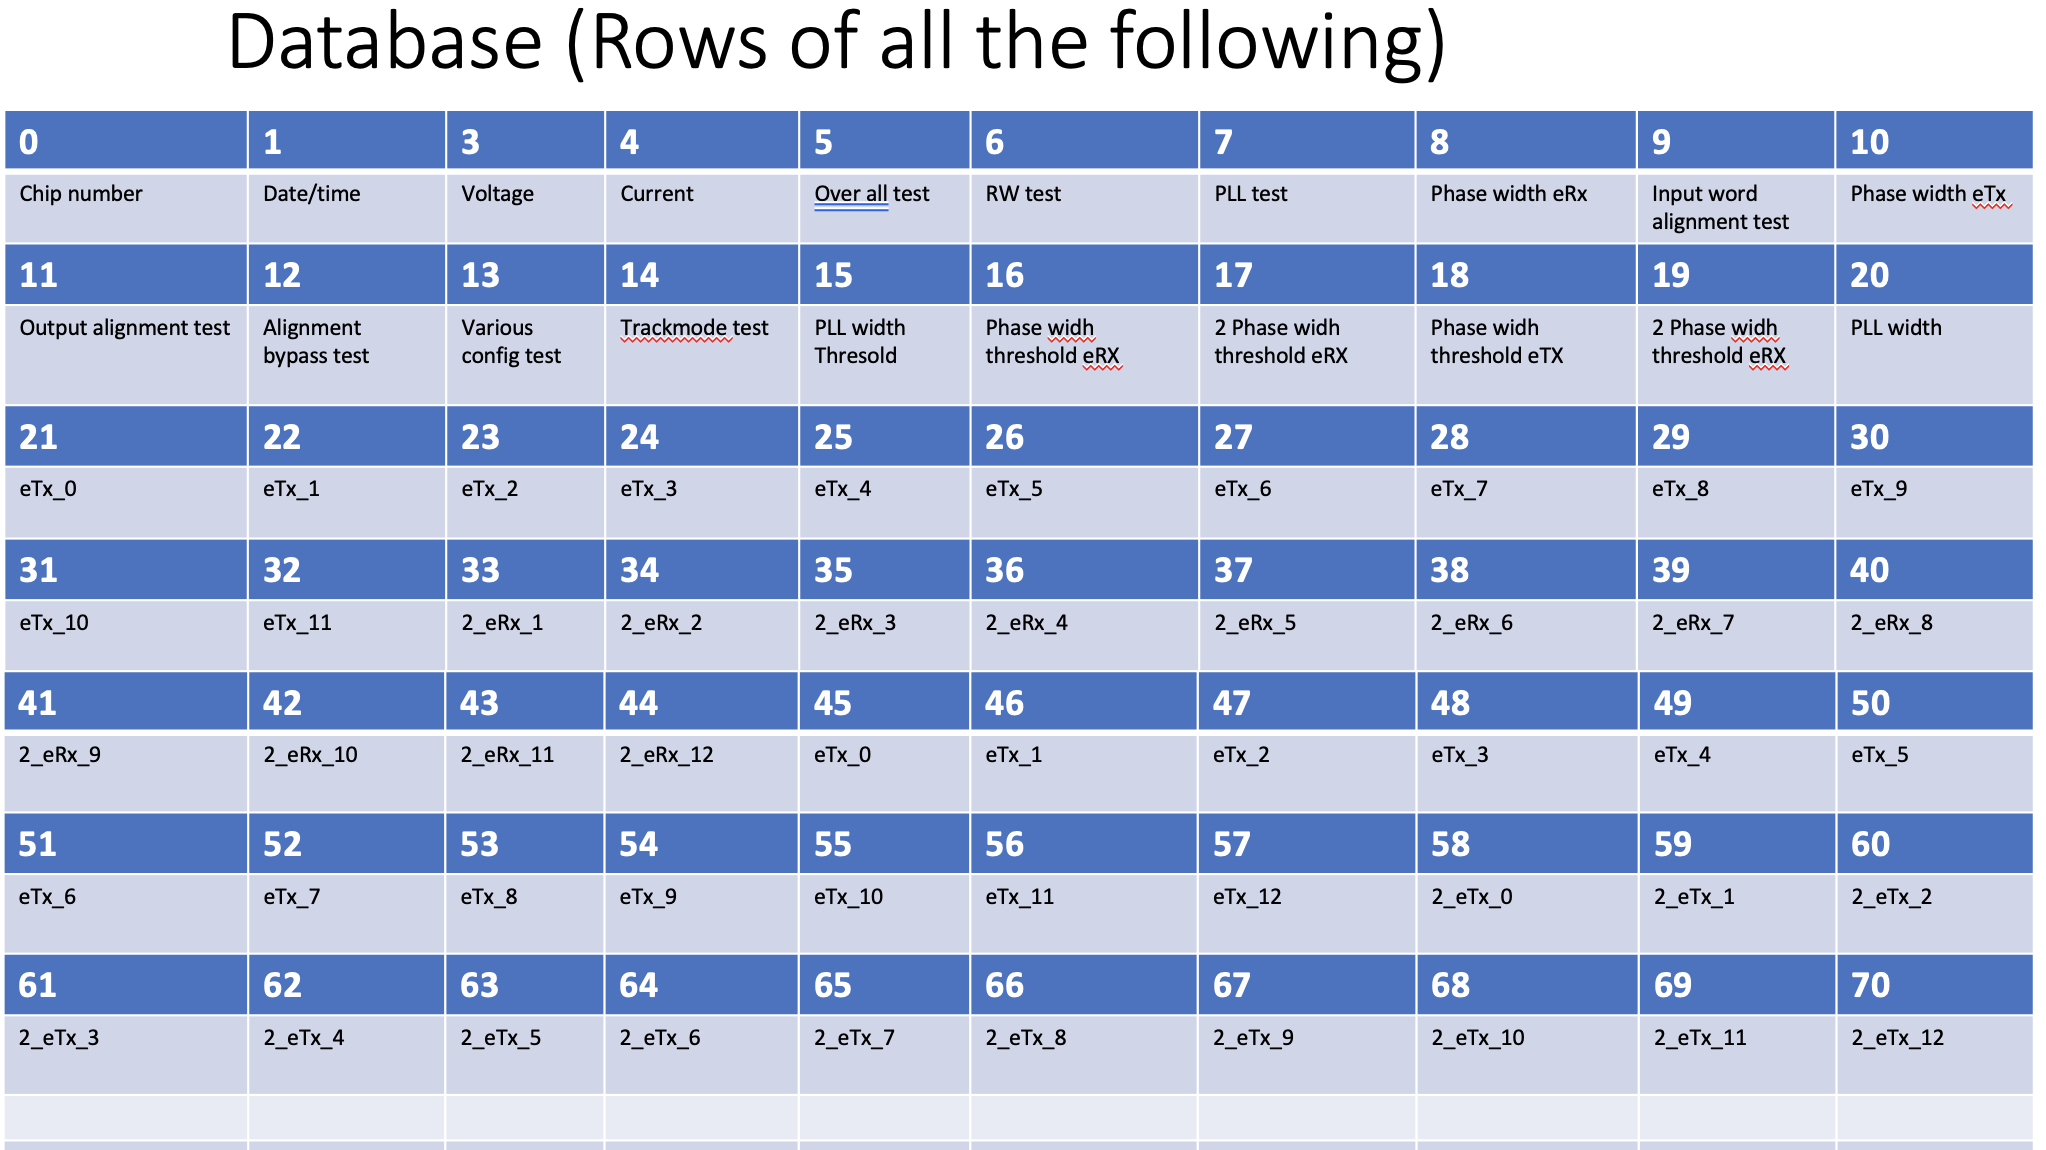 Database (Rows of all the following)
0 1 3 4 5 6 7 8 9 10
Chip number Date/time Voltage Current Over all test RW test PLL test Phase width eRx Input word alignment test Phase width eTx
11 12 13 14 15 16 17 18 19 20
Output alignment test Alignment bypass test Various config test Trackmode test PLL width Thresold Phase widh threshold eRX 2 Phase widh threshold eRX Phase widh threshold eTX 2 Phase widh threshold eRX PLL width
21 22 23 24 25 26 27 28 29 30
eTx_0 eTx_1 eTx_2 eTx_3 eTx_4 eTx_5 eTx_6 eTx_7 eTx_8 eTx_9
31 32 33 34 35 36 37 38 39 40
eTx_10 eTx_11 2_eRx_1 2_eRx_2 2_eRx_3 2_eRx_4 2_eRx_5 2_eRx_6 2_eRx_7 2_eRx_8
41 42 43 44 45 46 47 48 49 50
2_eRx_9 2_eRx_10 2_eRx_11 2_eRx_12 eTx_0 eTx_1 eTx_2 eTx_3 eTx_4 eTx_5
51 52 53 54 55 56 57 58 59 60
eTx_6 eTx_7 eTx_8 eTx_9 eTx_10 eTx_11 eTx_12 2_eTx_0 2_eTx_1 2_eTx_2
61 62 63 64 65 66 67 68 69 70
2_eTx_3 2_eTx_4 2_eTx_5 2_eTx_6 2_eTx_7 2_eTx_8 2_eTx_9 2_eTx_10 2_eTx_11 2_eTx_12